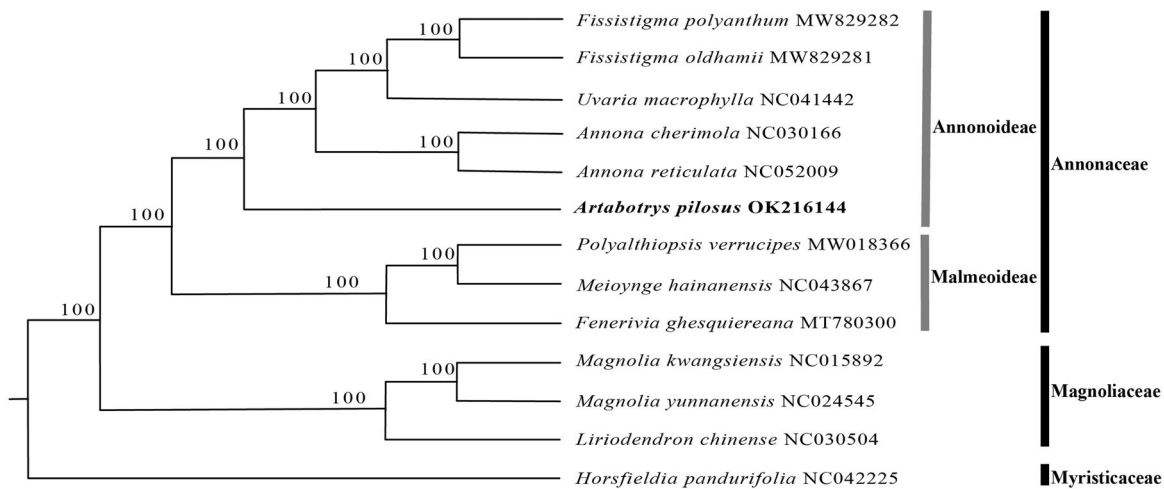 Fissistigma polyanthum MW829282
100
Fissistigma oldhamii MW829281
100
Uvaria macrophylla NC041442
100
Annona cherimola NC030166
100
Annonoideae
100
Annona reticulata NC052009
Annonaceae
Artabotrys pilosus OK216144
100
Polyalthiopsis verrucipes MW018366
100
Meioynge hainanensis NC043867
Malmeoideae
100
Fenerivia ghesquiereana MT780300
100
Magnolia kwangsiensis NC015892
100
Magnoliaceae
Magnolia yunnanensis NC024545
100
Liriodendron chinense NC030504
Horsfieldia pandurifolia NC042225
Myristicaceae